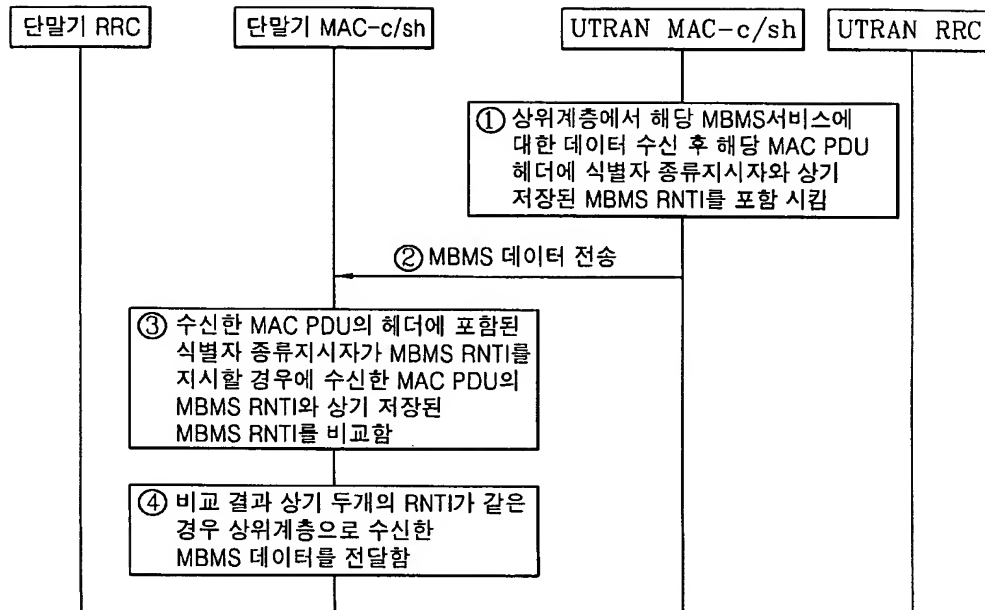 단말기 RRC
단말기 MAC-c/sh
UTRAN MAC-c/sh
UTRAN RRC
① 상위계층에서 해당 MBMS서비스에
대한 데이터 수신 후 해당 MAC PDU
헤더에 식별자 종류지시자와 상기
저장된 MBMS RNTI를 포함 시킴
② MBMS 데이터 전송
③ 수신한 MAC PDU의 헤더에 포함된
식별자 종류지시자가 MBMS RNTI를
지시할 경우에 수신한 MAC PDU의
MBMS RNTI와 상기 저장된
MBMS RNTI를 비교함
④ 비교 결과 상기 두개의 RNTI가 같은
경우 상위계층으로 수신한
MBMS 데이터를 전달함